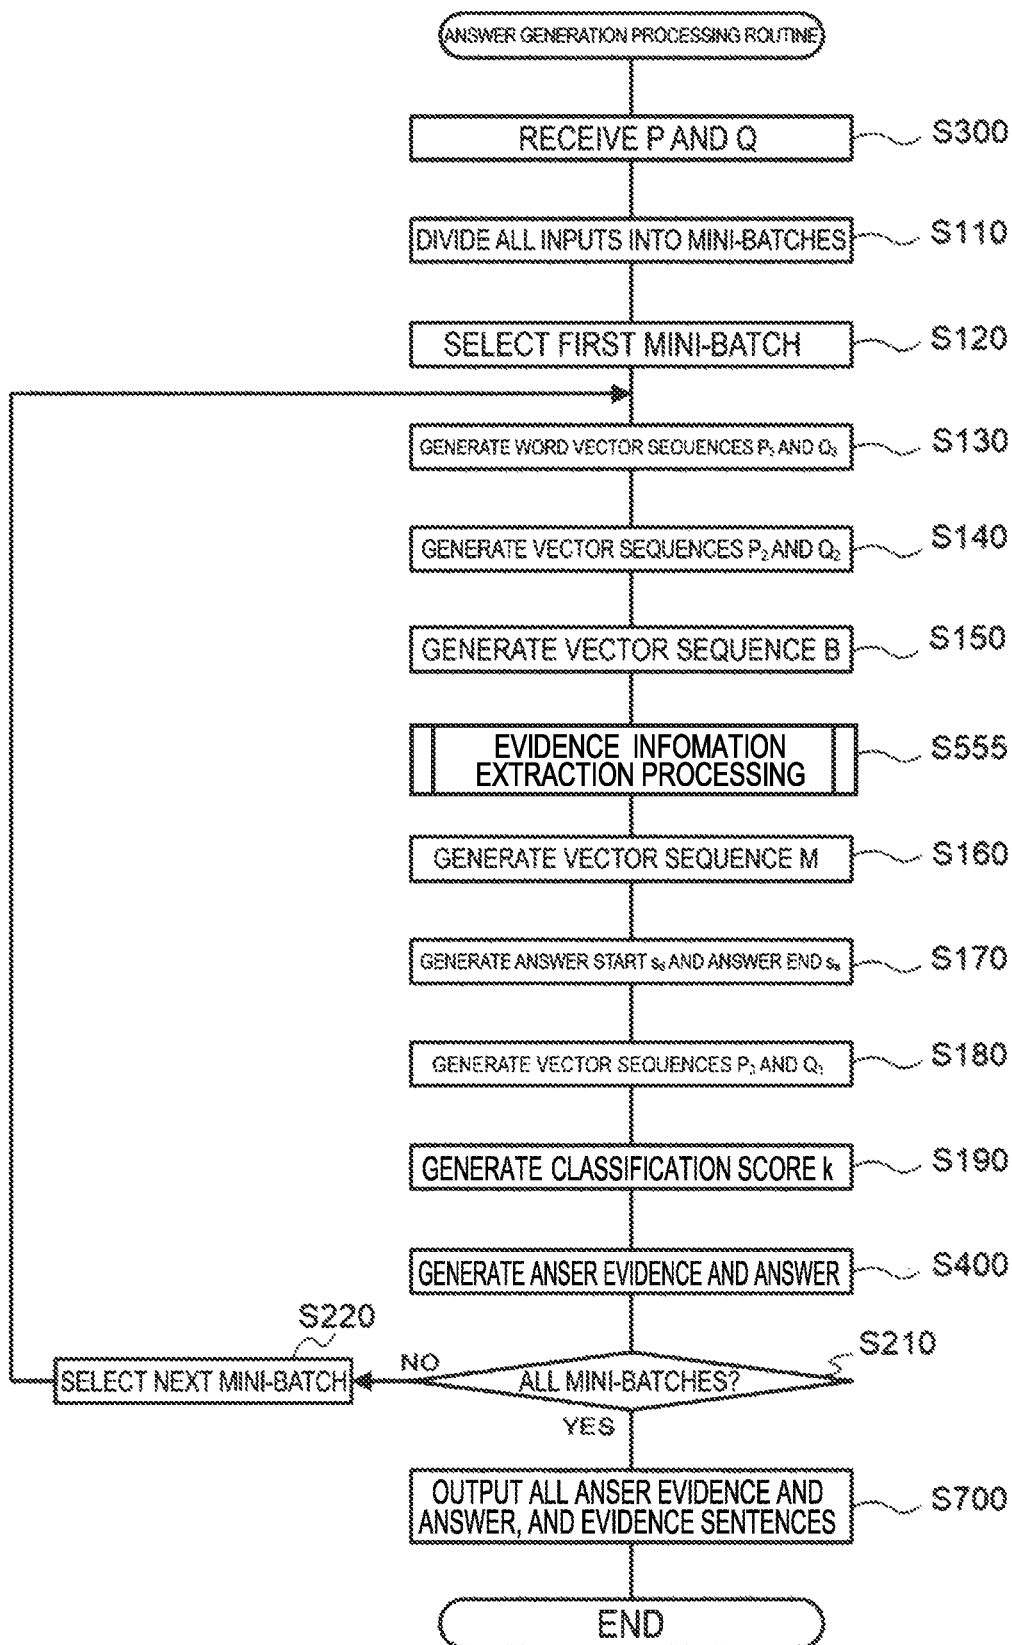 ANSWER GENERATION PROCESSING ROUTINE
RECEIVE P AND Q
S300
DIVIDE ALL INPUTS INTO MINI-BATCHES
S110
SELECT FIRST MINI-BATCH
S120
GENERATE WORD VECTOR SEQUENCES P₁ AND Q₁
S130
GENERATE VECTOR SEQUENCES P₂ AND Q₂
S140
GENERATE VECTOR SEQUENCE B
S150
EVIDENCE INFOMATION
EXTRACTION PROCESSING
S555
GENERATE VECTOR SEQUENCE M
S160
GENERATE ANSWER START AND ANSWER END
S170
GENERATE VECTOR SEQUENCES P₃ AND Q₃
S180
GENERATE CLASSIFICATION SCORE k
S190
GENERATE ANSER EVIDENCE AND ANSWER
S400
S220
SELECT NEXT MINI-BATCH
NO
ALL MINI-BATCHES?
S210
YES
OUTPUT ALL ANSER EVIDENCE AND
ANSWER, AND EVIDENCE SENTENCES
S700
END